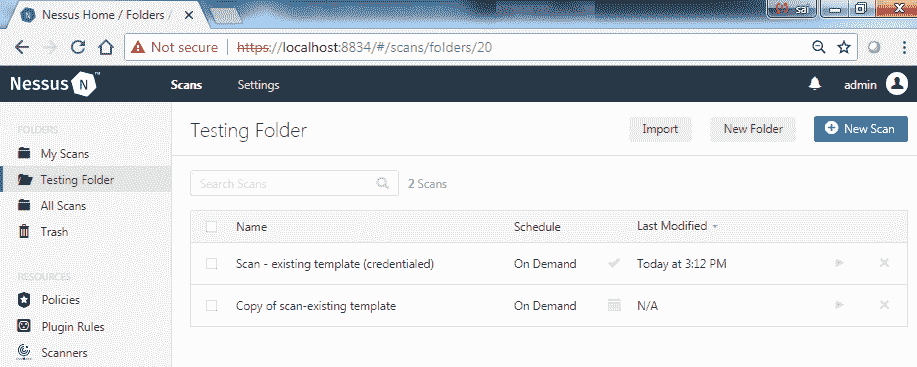 Nessus Home / Folders /
sai
Not secure https://localhost:8834/#/scans/folders/20
Nessus N ™ Scans Settings admin
FOLDERS
My Scans
Testing Folder
All Scans
Trash
RESOURCES
Policies
Plugin Rules
Scanners
Testing Folder Import New Folder New Scan
Search Scans 2 Scans
Name Schedule Last Modified
Scan - existing template (credentialed) On Demand Today at 3:12 PM
Copy of scan-existing template On Demand N/A